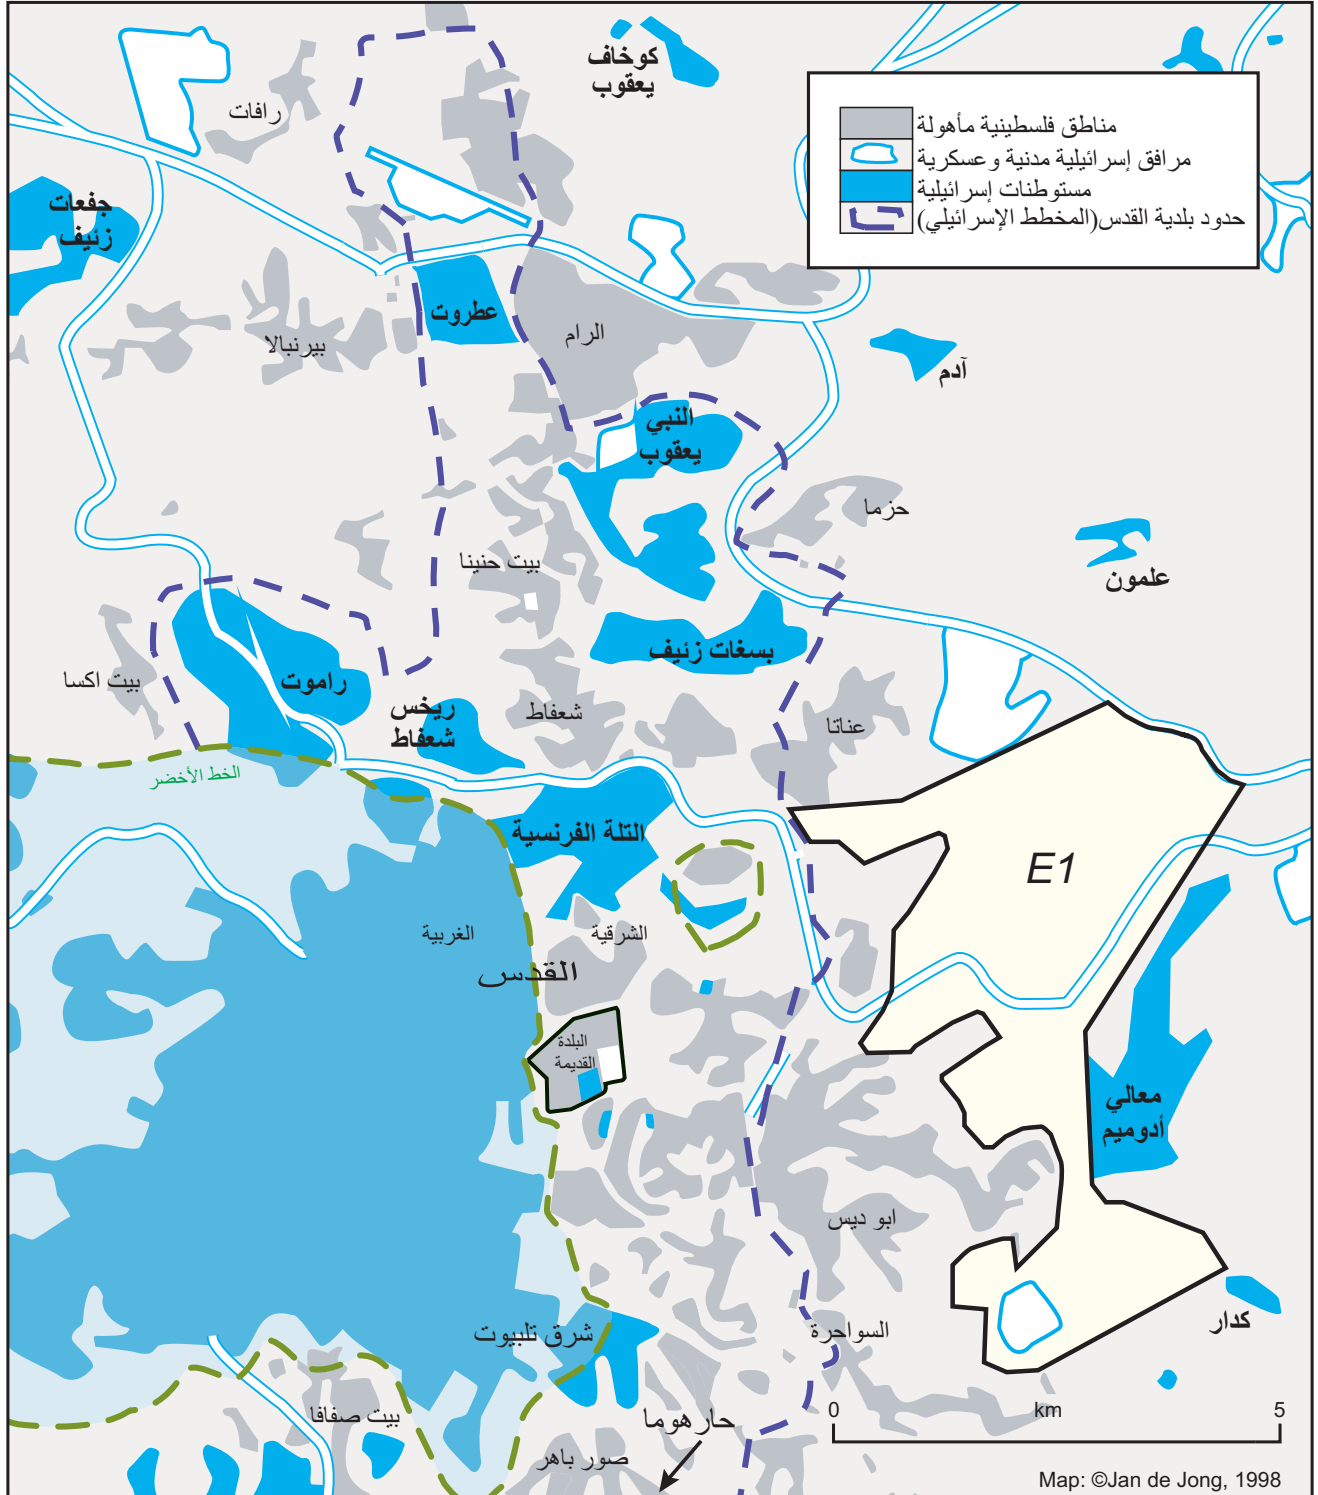 كوخاف
يعقوب
رافات
مناطق فلسطينية مأهولة
مرافق إسرائيلية مدنية وعسكرية
مستوطنات إسرائيلية
حدود بلدية القدس(المخطط الإسرائيلي)
جفعات
زئيف
عطروت
الرام
بيرنبالا
آدم
النبي
يعقوب
حزما
بيت حنينا
علمون
بسغات زئيف
بيت اكسا
راموت
ريخس
شعفاط
شعفاط
عناتا
الخط الأخضر
التلة الفرنسية
E1
الغربية
الشرقية
القدس
البلدة
القديمة
معالي
أدوميم
ابو ديس
كدار
السواحرة
شرق تلبيوت
بيت صفافا
حارهوما
صور باهر
0
km
5
Map: ©Jan de Jong, 1998